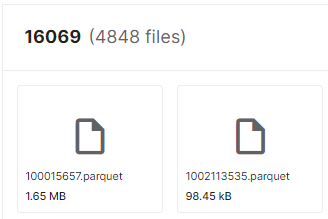 16069 (4848 files)
100015657.parquet 1002113535.parquet
1.65 MB 98.45 kB